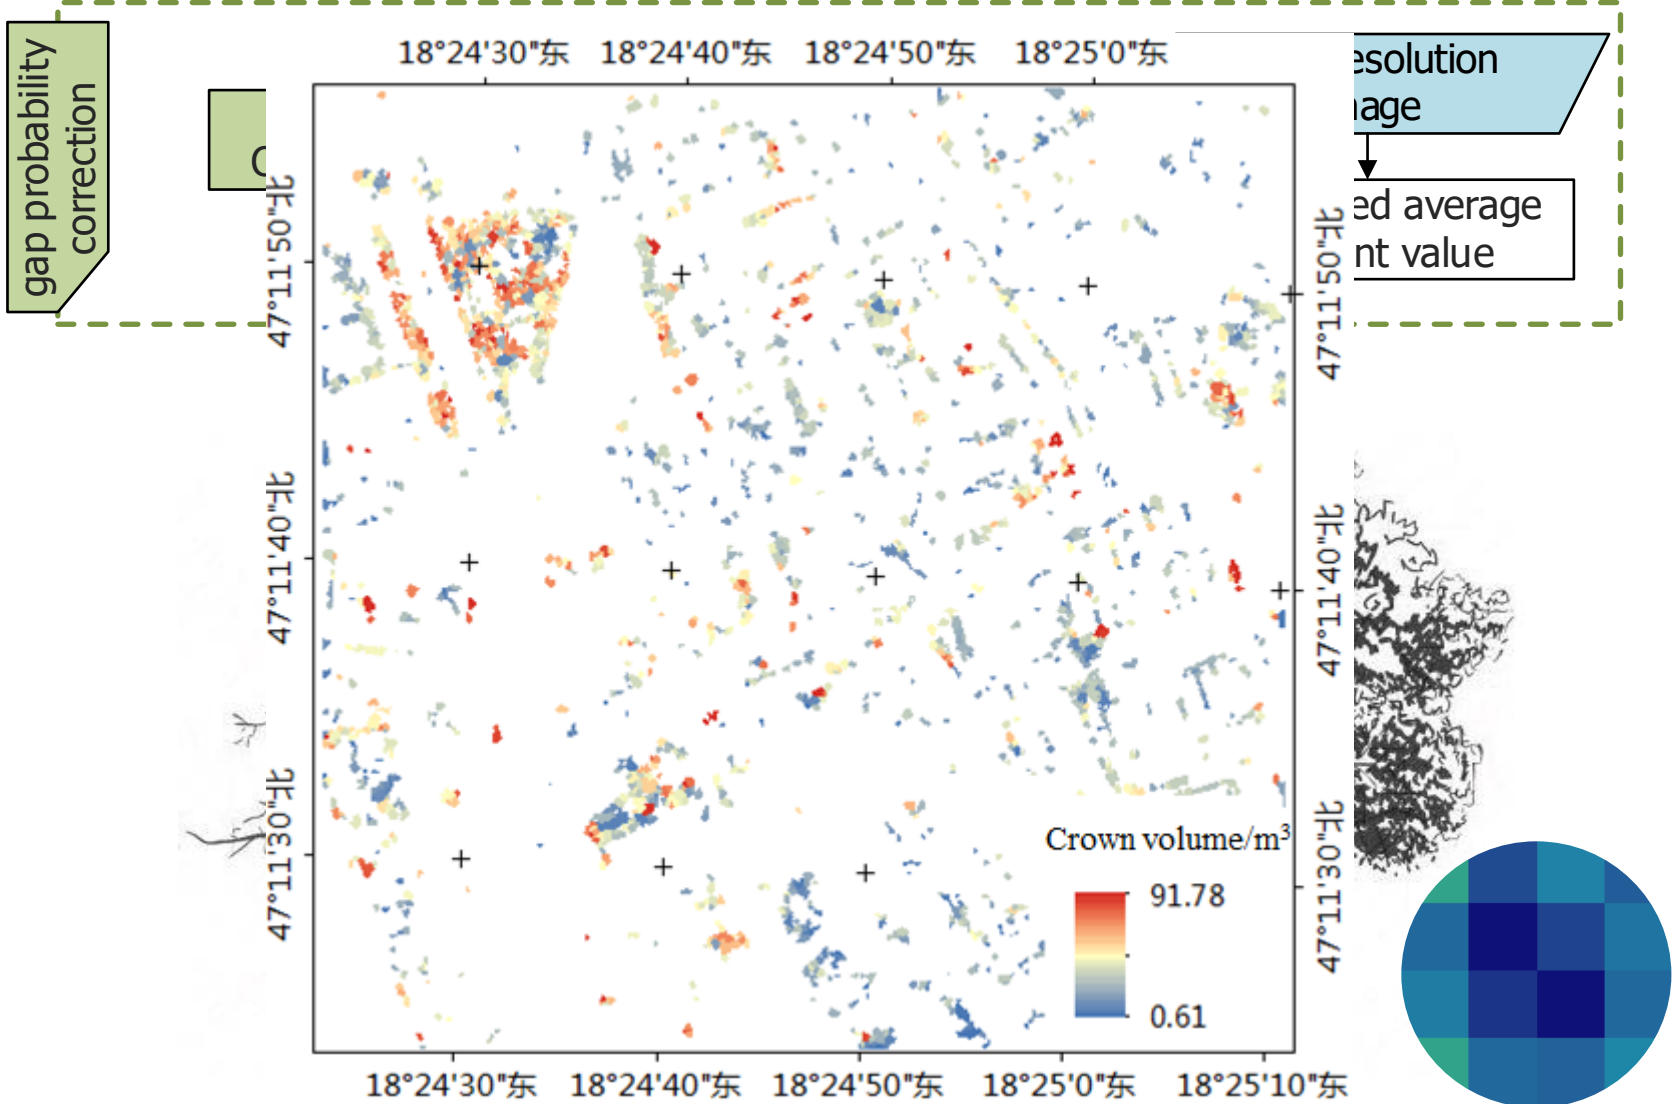 gap probability
correction
18°24'30"东 18°24'40"东 18°24'50"东 18°25'0"东
esolution
age
ed average
nt value
47°11'50"北
47°11'40"北
47°11'30"北
47°11'50"北
47°11'40"北
47°11'30"北
Crown volume/m³
91.78
0.61
18°24'30"东 18°24'40"东 18°24'50"东 18°25'0"东 18°25'10"东